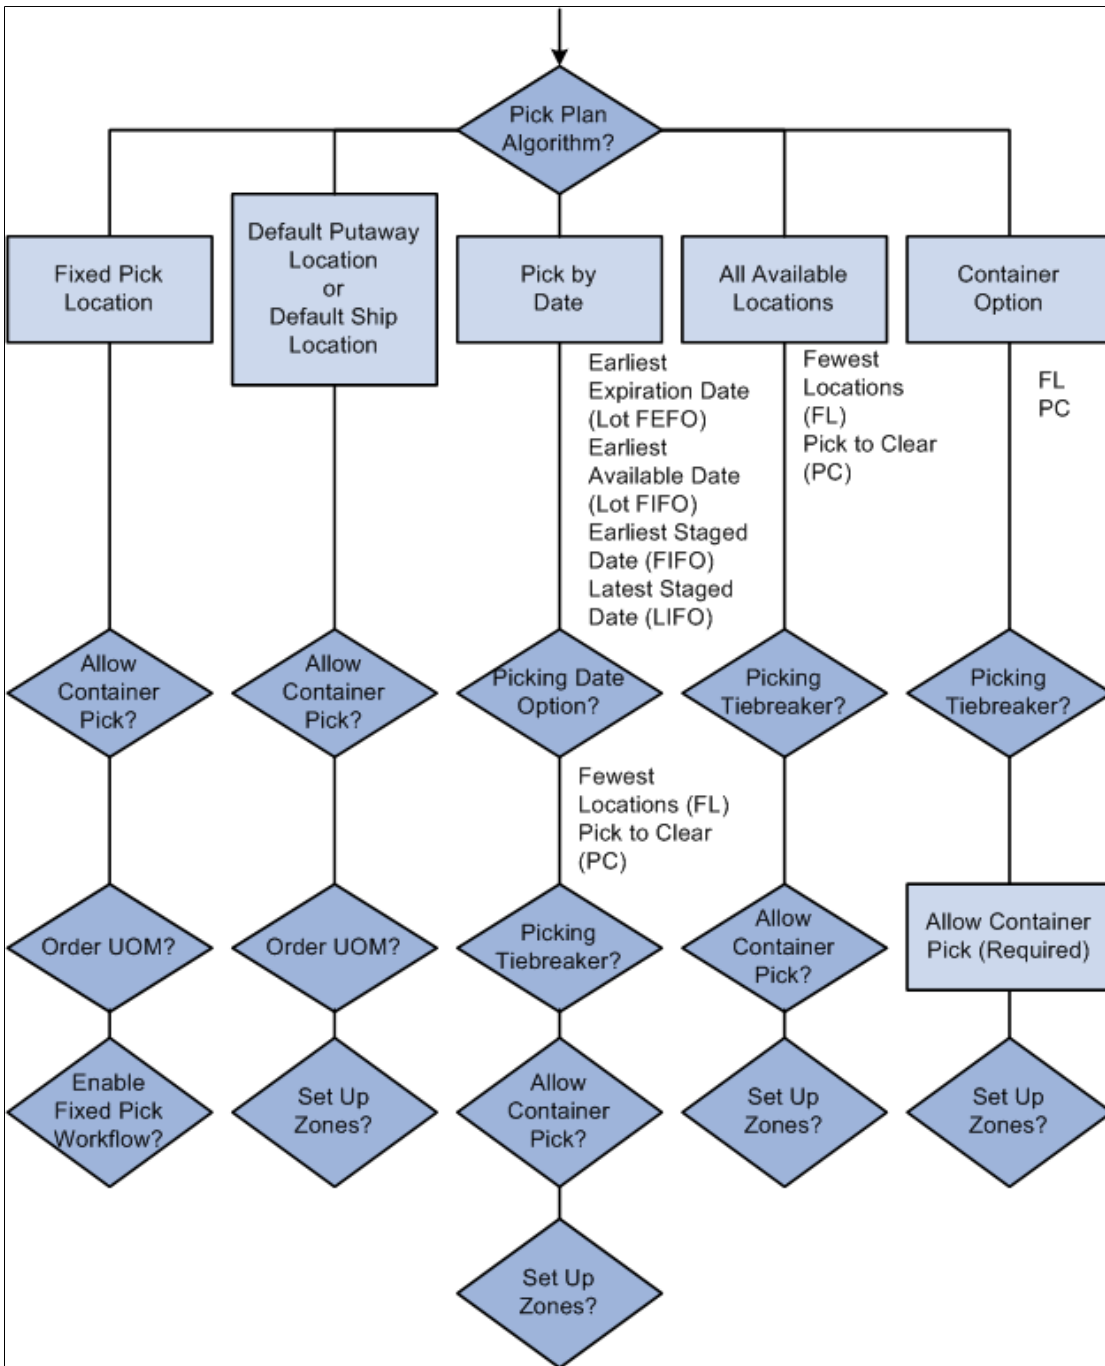 Pick Plan
Algorithm?
Fixed Pick
Location
Default Putaway
Location
or
Default Ship
Location
Pick by
Date
All Available
Locations
Container
Option
Earliest
Expiration Date
(Lot FEFO)
Earliest
Available Date
(Lot FIFO)
Earliest Staged
Date (FIFO)
Latest Staged
Date (LIFO)
Fewest
Locations
(FL)
Pick to Clear
(PC)
FL
PC
Allow
Container
Pick?
Allow
Container
Pick?
Picking Date
Option?
Picking
Tiebreaker?
Picking
Tiebreaker?
Fewest
Locations (FL)
Pick to Clear
(PC)
Order UOM?
Order UOM?
Picking
Tiebreaker?
Allow
Container
Pick?
Allow Container
Pick (Required)
Enable
Fixed Pick
Workflow?
Set Up
Zones?
Allow
Container
Pick?
Set Up
Zones?
Set Up
Zones?
Set Up
Zones?